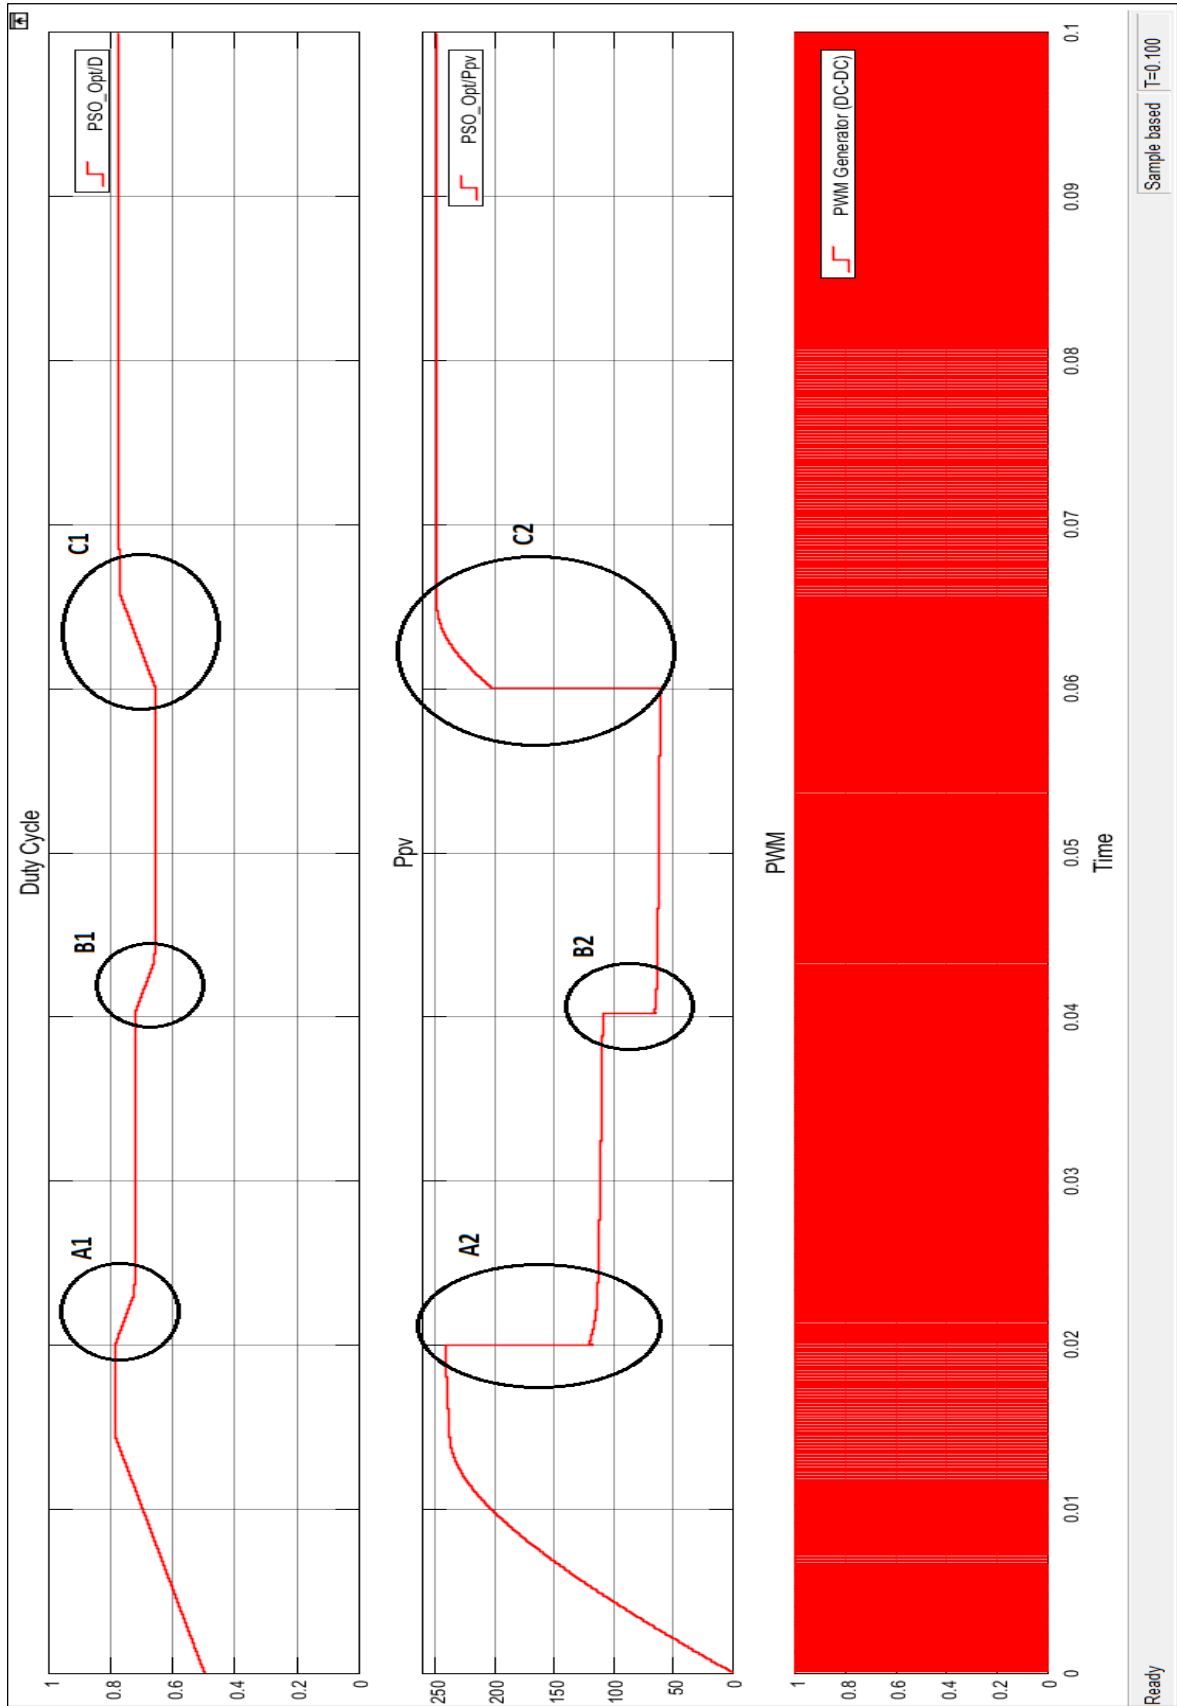 Duty Cycle
1
0.8
0.6
0.4
0.2
0
PSO_Opt/D
A1
B1
C1
Ppv
250
200
150
100
50
0
PSO_Opt/Ppv
A2
B2
C2
PWM
1
0.8
0.6
0.4
0.2
0
PWM Generator (DC-DC)
0
0.01
0.02
0.03
0.04
0.05
0.06
0.07
0.08
0.09
0.1
Time
Ready
Sample based
T=0.100